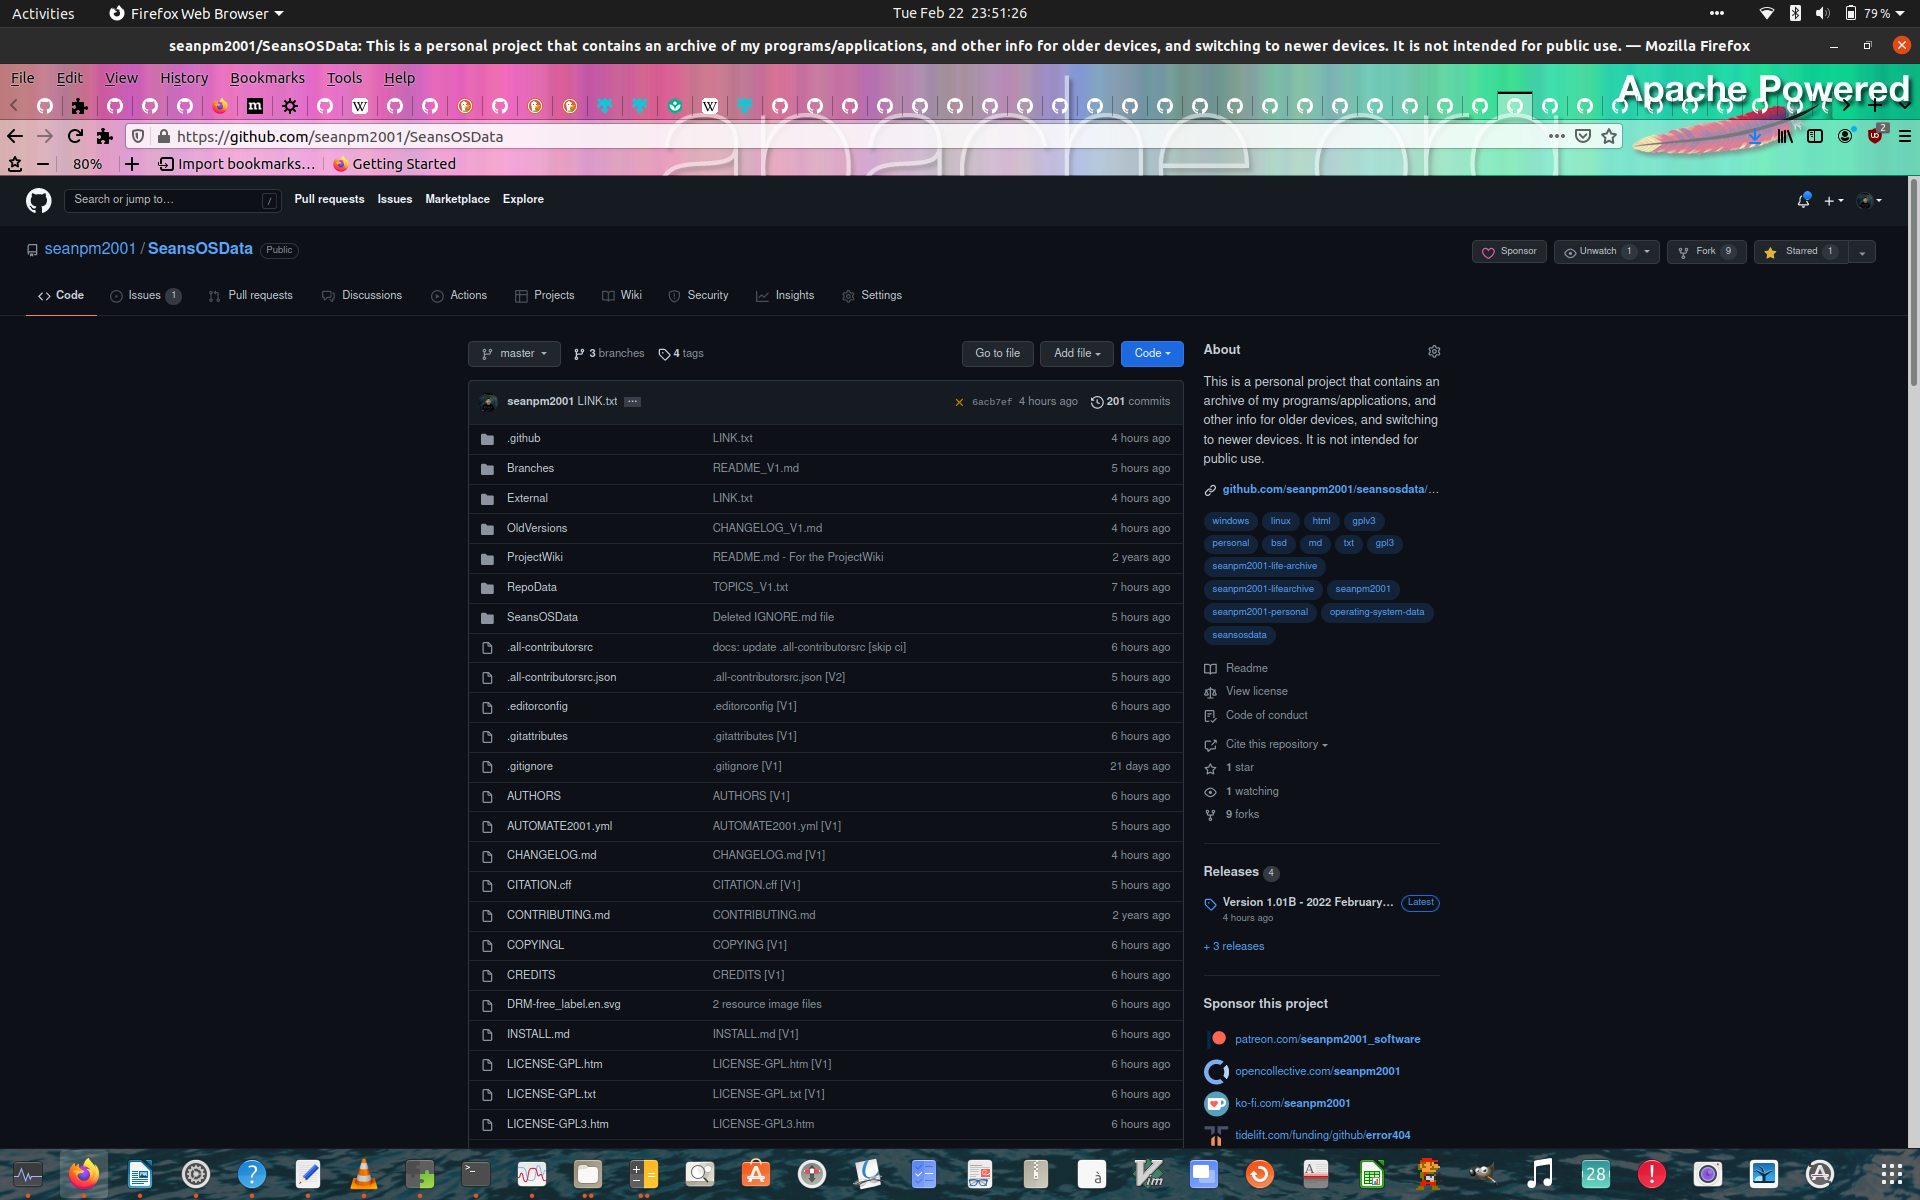 Activities
Firefox Web Browser
Tue Feb 22 23:51:26
79 %
seanpm2001/SeansOSData: This is a personal project that contains an archive of my programs/applications, and other info for older devices, and switching to newer devices. It is not intended for public use. — Mozilla Firefox
File Edit View History Bookmarks Tools Help
Apache Powered
https://github.com/seanpm2001/SeansOSData
2
80%
Import bookmarks...
Getting Started
Search or jump to...
/
Pull requests Issues Marketplace Explore
seanpm2001 / SeansOSData Public
Sponsor
Unwatch 1
Fork 9
Starred 1
Code
Issues 1
Pull requests
Discussions
Actions
Projects
Wiki
Security
Insights
Settings
master
3 branches
4 tags
Go to file
Add file
Code
seanpm2001 LINK.txt ...
6acb7ef 4 hours ago
201 commits
.github LINK.txt 4 hours ago
Branches README_V1.md 5 hours ago
External LINK.txt 4 hours ago
OldVersions CHANGELOG_V1.md 4 hours ago
ProjectWiki README.md - For the ProjectWiki 2 years ago
RepoData TOPICS_V1.txt 7 hours ago
SeansOSData Deleted IGNORE.md file 5 hours ago
.all-contributorsrc docs: update .all-contributorsrc [skip ci] 6 hours ago
.all-contributorsrc.json .all-contributorsrc.json [V2] 5 hours ago
.editorconfig .editorconfig [V1] 6 hours ago
.gitattributes .gitattributes [V1] 6 hours ago
.gitignore .gitignore [V1] 21 days ago
AUTHORS AUTHORS [V1] 6 hours ago
AUTOMATE2001.yml AUTOMATE2001.yml [V1] 5 hours ago
CHANGELOG.md CHANGELOG.md [V1] 4 hours ago
CITATION.cff CITATION.cff [V1] 5 hours ago
CONTRIBUTING.md CONTRIBUTING.md 2 years ago
COPYINGL COPYING [V1] 6 hours ago
CREDITS CREDITS [V1] 6 hours ago
DRM-free_label.en.svg 2 resource image files 6 hours ago
INSTALL.md INSTALL.md [V1] 6 hours ago
LICENSE-GPL.htm LICENSE-GPL.htm [V1] 6 hours ago
LICENSE-GPL.txt LICENSE-GPL.txt [V1] 6 hours ago
LICENSE-GPL3.htm LICENSE-GPL3.htm 6 hours ago
About
This is a personal project that contains an
archive of my programs/applications, and
other info for older devices, and switching
to newer devices. It is not intended for
public use.
github.com/seanpm2001/seansosdata/...
windows linux html gplv3
personal bsd md txt gpl3
seanpm2001-life-archive
seanpm2001-lifearchive seanpm2001
seanpm2001-personal operating-system-data
seansosdata
Readme
View license
Code of conduct
Cite this repository
1 star
1 watching
9 forks
Releases 4
Version 1.01B - 2022 February... Latest
4 hours ago
+ 3 releases
Sponsor this project
patreon.com/seanpm2001_software
opencollective.com/seanpm2001
ko-fi.com/seanpm2001
tidelift.com/funding/github/error404
28